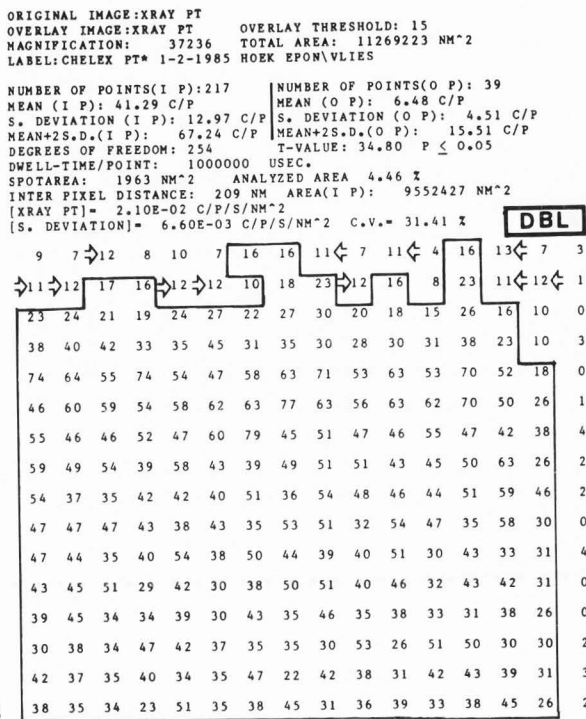 ORIGINAL IMAGE:XRAY PT
OVERLAY IMAGE:XRAY PT OVERLAY THRESHOLD: 15
MAGNIFICATION: 37236 TOTAL AREA: 11269223 NM^2
LABEL:CHELEX PT* 1-2-1985 HOEK EPON\VLIES
NUMBER OF POINTS(I P):217 NUMBER OF POINTS(O P): 39
MEAN (I P): 41.29 C/P MEAN (O P): 6.48 C/P
S. DEVIATION (I P): 12.97 C/P S. DEVIATION (O P): 4.51 C/P
MEAN+2S.D.(I P): 67.24 C/P MEAN+2S.D.(O P): 15.51 C/P
DEGREES OF FREEDOM: 254 T-VALUE: 34.80 P ≤ 0.05
DWELL-TIME/POINT: 1000000 USEC.
SPOTAREA: 1963 NM^2 ANALYZED AREA 4.46 %
INTER PIXEL DISTANCE: 209 NM AREA(I P): 9552427 NM^2
[XRAY PT]= 2.10E-02 C/P/S/NM^2
[S. DEVIATION]= 6.60E-03 C/P/S/NM^2 C.V.= 31.41 %
DBL
9 7 12 8 10 7 16 16 11 7 11 4 16 13 7 3
11 12 17 16 12 12 10 18 23 12 16 8 23 11 12 1
23 24 21 19 24 27 22 27 30 20 18 15 26 16 10 0
38 40 42 33 35 45 31 35 30 28 30 31 38 23 10 3
74 64 55 74 54 47 58 63 71 53 63 53 70 52 18 0
46 60 59 54 58 62 63 77 63 56 63 62 70 50 26 1
55 46 46 52 47 60 79 45 51 47 46 55 47 42 38 4
59 49 54 39 58 43 39 49 51 51 43 45 50 63 26 2
54 37 35 42 42 40 51 36 54 48 46 44 51 59 46 2
47 47 47 43 38 43 35 53 51 32 54 47 35 58 30 0
47 44 35 40 54 38 50 44 39 40 51 30 43 33 31 4
43 45 51 29 42 30 38 50 51 40 46 32 43 42 31 0
39 45 34 34 39 30 43 35 46 35 38 33 31 38 26 0
30 38 34 47 42 37 35 35 30 53 26 51 50 30 30 2
42 37 35 40 34 35 47 22 42 38 31 42 43 39 31 3
38 35 34 23 51 35 38 45 31 36 39 33 38 45 26